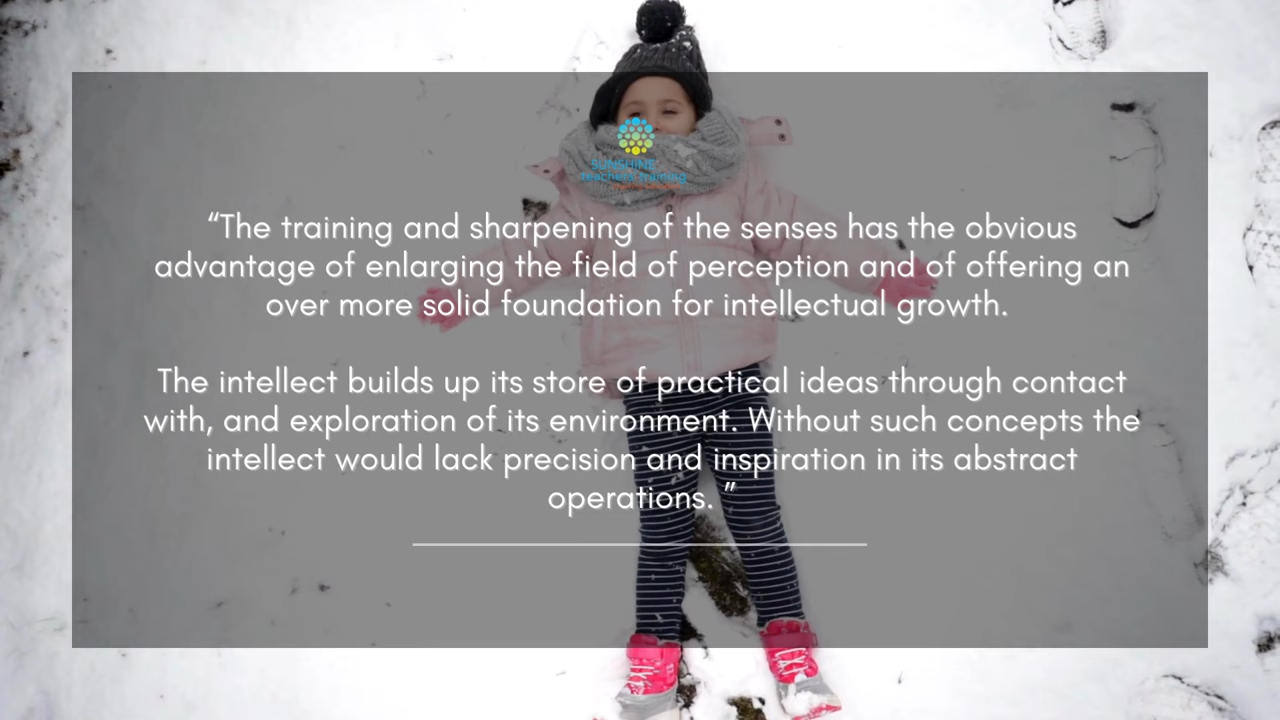 SUNSHINE
teachers' training
“The training and sharpening of the senses has the obvious
advantage of enlarging the field of perception and of offering an
over more solid foundation for intellectual growth.
The intellect builds up its store of practical ideas through contact
with, and exploration of its environment. Without such concepts the
intellect would lack precision and inspiration in its abstract
operations. ”